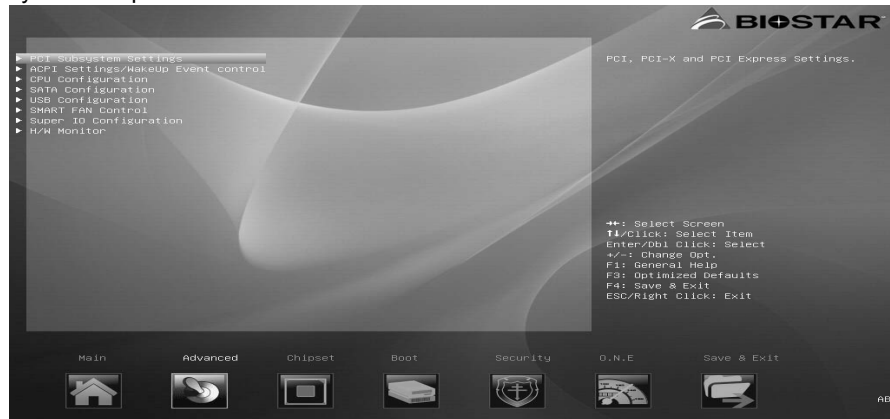 BIOSTAR
PCI Subsystem Settings
ACPI Settings/WakeUp Event control
CPU Configuration
SATA Configuration
USB Configuration
SMART FAN Control
Super IO Configuration
H/W Monitor
PCI, PCI-X and PCI Express Settings.
→←: Select Screen
↑↓/Click: Select Item
Enter/Dbl Click: Select
+/-: Change Opt.
F1: General Help
F3: Optimized Defaults
F4: Save & Exit
ESC/Right Click: Exit
Main Advanced Chipset Boot Security O.N.E Save & Exit
AB